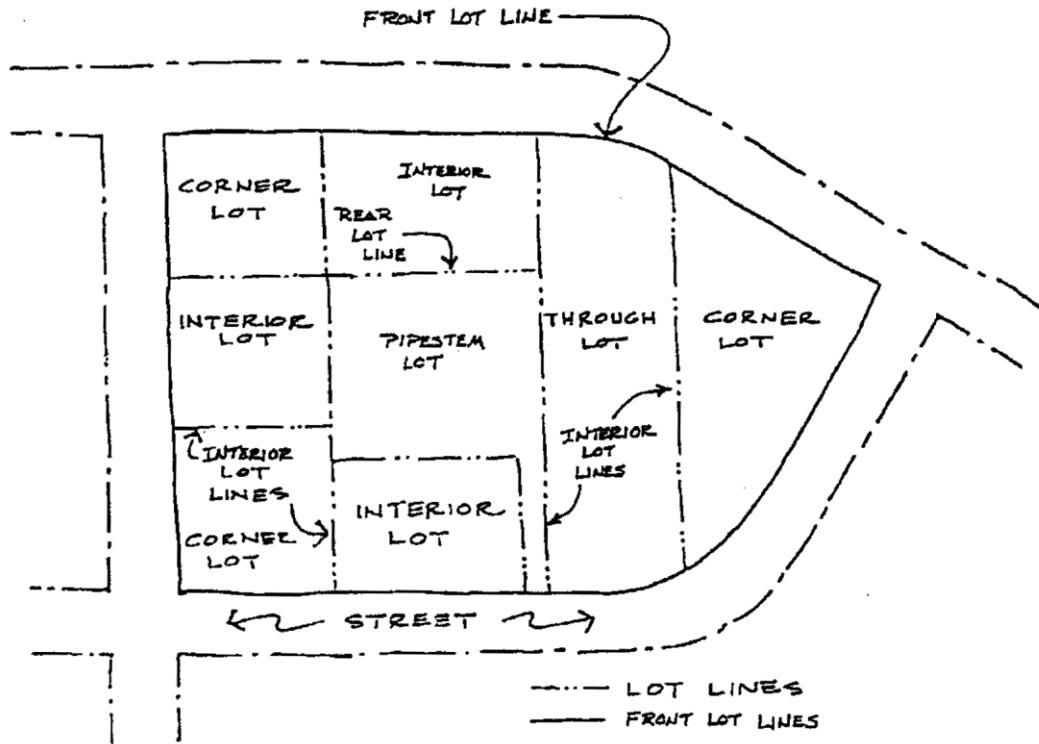 FRONT LOT LINE
CORNER
LOT
INTERIOR
LOT
REAR
LOT
LINE
INTERIOR
LOT
PIPESTEM
LOT
THROUGH
LOT
CORNER
LOT
INTERIOR
LOT
LINES
INTERIOR
LOT
LINES
CORNER
LOT
INTERIOR
LOT
STREET
LOT LINES
FRONT LOT LINES